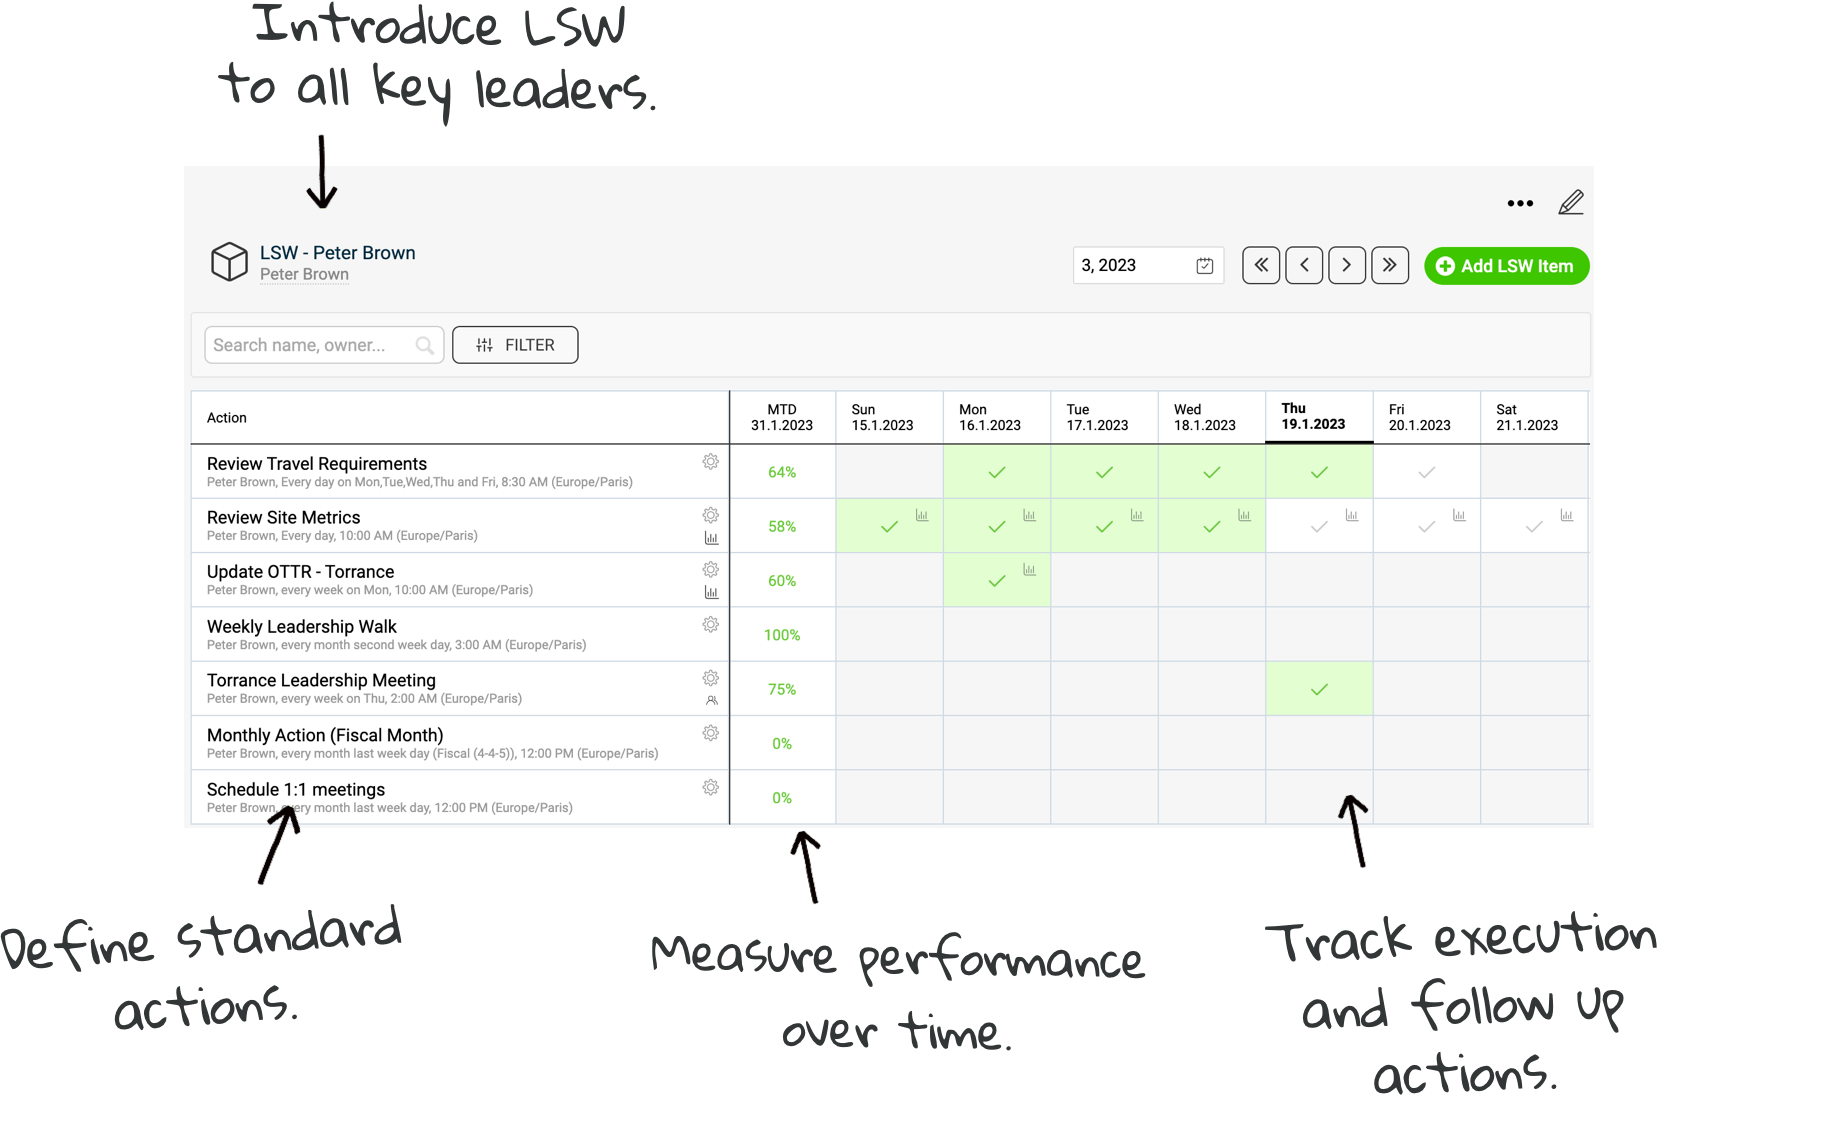 Introduce LSW
to all key leaders.
LSW - Peter Brown
Peter Brown
3, 2023
Add LSW Item
Search name, owner...
FILTER
Action
MTD
31.1.2023
Sun
15.1.2023
Mon
16.1.2023
Tue
17.1.2023
Wed
18.1.2023
Thu
19.1.2023
Fri
20.1.2023
Sat
21.1.2023
Review Travel Requirements
Peter Brown, Every day on Mon,Tue,Wed,Thu and Fri, 8:30 AM (Europe/Paris)
64%
Review Site Metrics
Peter Brown, Every day, 10:00 AM (Europe/Paris)
58%
Update OTTR - Torrance
Peter Brown, every week on Mon, 10:00 AM (Europe/Paris)
60%
Weekly Leadership Walk
Peter Brown, every month second week day, 3:00 AM (Europe/Paris)
100%
Torrance Leadership Meeting
Peter Brown, every week on Thu, 2:00 AM (Europe/Paris)
75%
Monthly Action (Fiscal Month)
Peter Brown, every month last week day (Fiscal (4-4-5)), 12:00 PM (Europe/Paris)
0%
Schedule 1:1 meetings
Peter Brown, every month last week day, 12:00 PM (Europe/Paris)
0%
Define standard
actions.
Measure performance
over time.
Track execution
and follow up
actions.